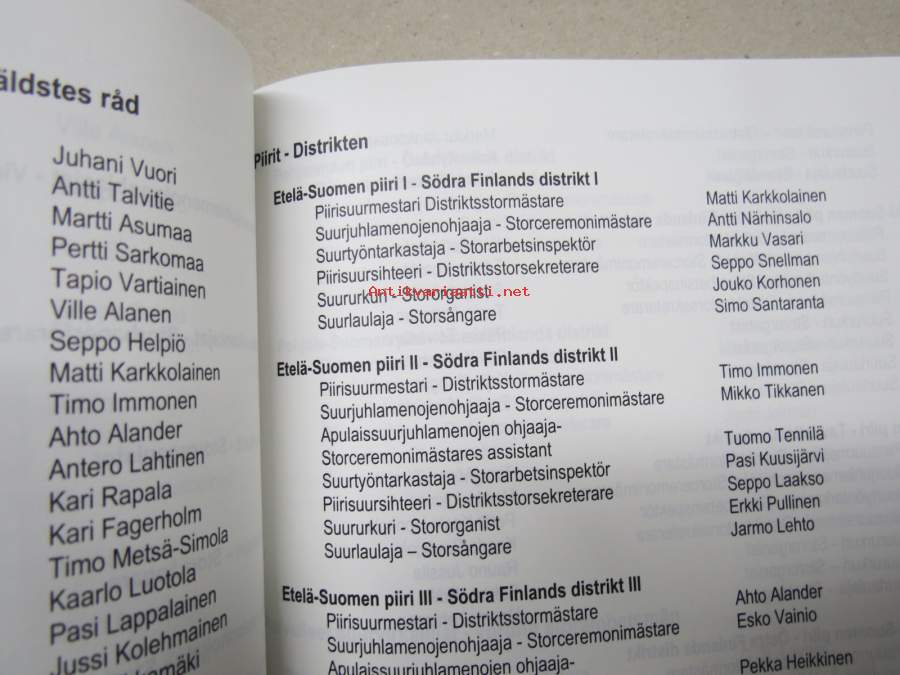 äldstes råd
Juhani Vuori
Antti Talvitie
Martti Asumaa
Pertti Sarkomaa
Tapio Vartiainen
Ville Alanen
Seppo Helpiö
Matti Karkkolainen
Timo Immonen
Ahto Alander
Antero Lahtinen
Kari Rapala
Kari Fagerholm
Timo Metsä-Simola
Kaarlo Luotola
Pasi Lappalainen
Jussi Kolehmainen
Piirit - Distrikten
Etelä-Suomen piiri I - Södra Finlands distrikt I
Piirisuurmestari Distriktsstormästare Matti Karkkolainen
Suurjuhlamenojenohjaaja - Storceremonimästare Antti Närhinsalo
Suurtyöntarkastaja - Storarbetsinspektör Markku Vasari
Piirisuursihteeri - Distriktsstorsekreterare Seppo Snellman
Suururkuri - Stororganist Jouko Korhonen
Suurlaulaja - Storsångare Simo Santaranta
Antikvariaatti.net
Etelä-Suomen piiri II - Södra Finlands distrikt II
Piirisuurmestari - Distriktsstormästare Timo Immonen
Suurjuhlamenojenohjaaja - Storceremonimästare Mikko Tikkanen
Apulaissuurjuhlamenojen ohjaaja-
Storceremonimästares assistent Tuomo Tennilä
Suurtyöntarkastaja - Storarbetsinspektör Pasi Kuusijärvi
Piirisuursihteeri - Distriktsstorsekreterare Seppo Laakso
Suururkuri - Stororganist Erkki Pullinen
Suurlaulaja – Storsångare Jarmo Lehto
Etelä-Suomen piiri III - Södra Finlands distrikt III
Piirisuurmestari - Distriktsstormästare Ahto Alander
Suurjuhlamenojenohjaaja - Storceremonimästare Esko Vainio
Apulaissuurjuhlamenojen ohjaaja-
Pekka Heikkinen